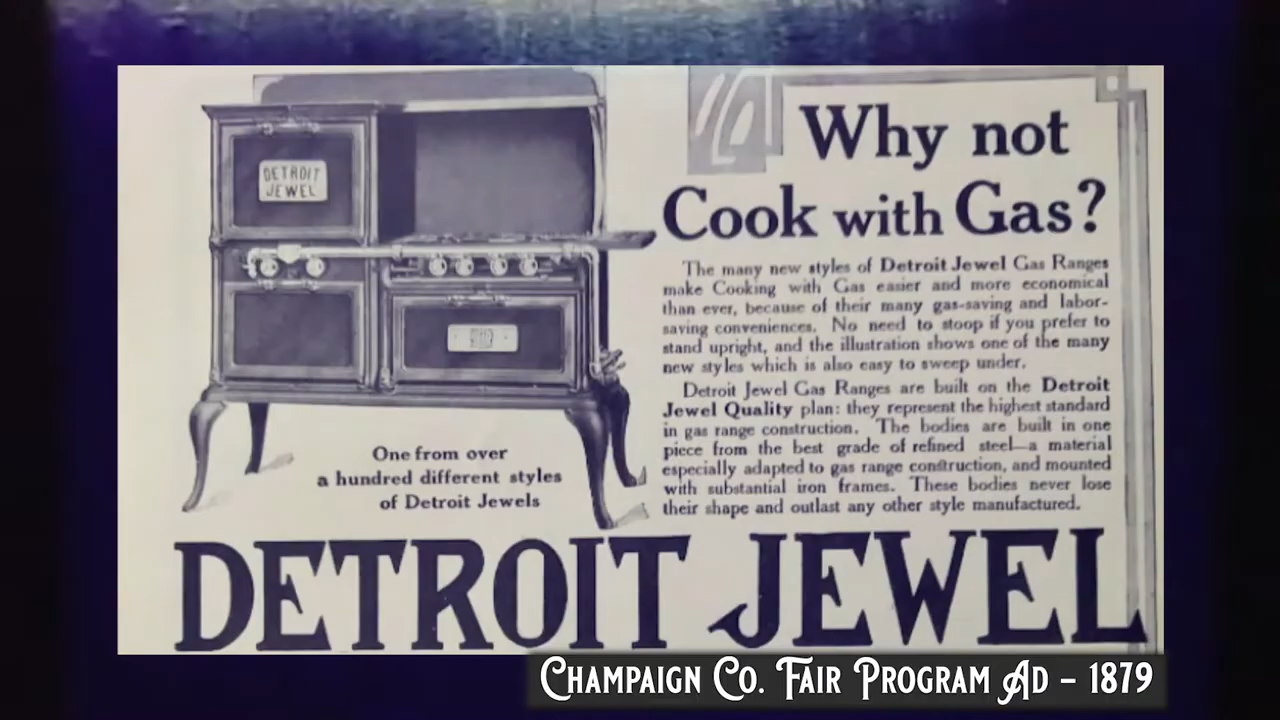 DETROIT
JEWEL
Why not
Cook with Gas?
The many new styles of Detroit Jewel Gas Ranges
make Cooking with Gas easier and more economical
than ever, because of their many gas-saving and labor-
saving conveniences. No need to stoop if you prefer to
stand upright, and the illustration shows one of the many
new styles which is also easy to sweep under.
Detroit Jewel Gas Ranges are built on the Detroit
Jewel Quality plan: they represent the highest standard
in gas range construction. The bodies are built in one
piece from the best grade of refined steel—a material
especially adapted to gas range construction, and mounted
with substantial iron frames. These bodies never lose
their shape and outlast any other style manufactured.
One from over
a hundred different styles
of Detroit Jewels
DETROIT JEWEL
Champaign Co. Fair Program Ad – 1879